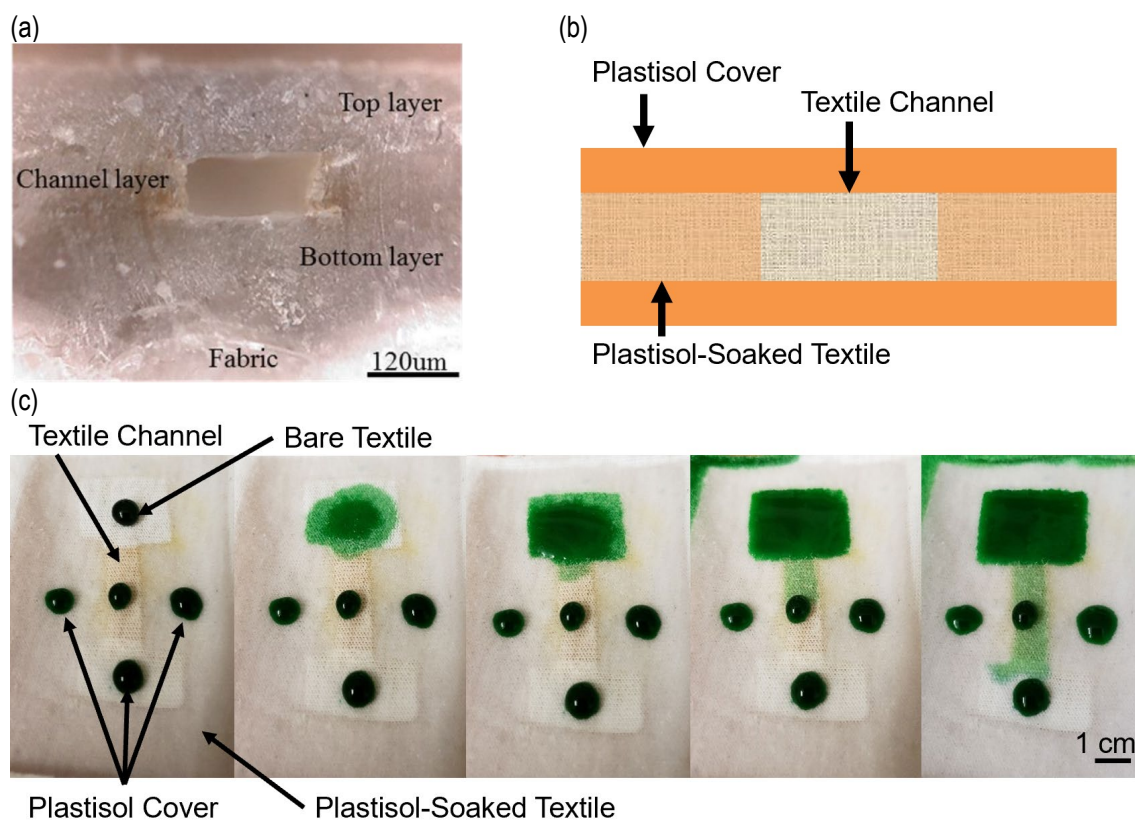 (a)
Top layer
Channel layer
Bottom layer
Fabric
120um
(b)
Plastisol Cover
Textile Channel
Plastisol-Soaked Textile
(c)
Textile Channel
Bare Textile
1 cm
Plastisol Cover
Plastisol-Soaked Textile